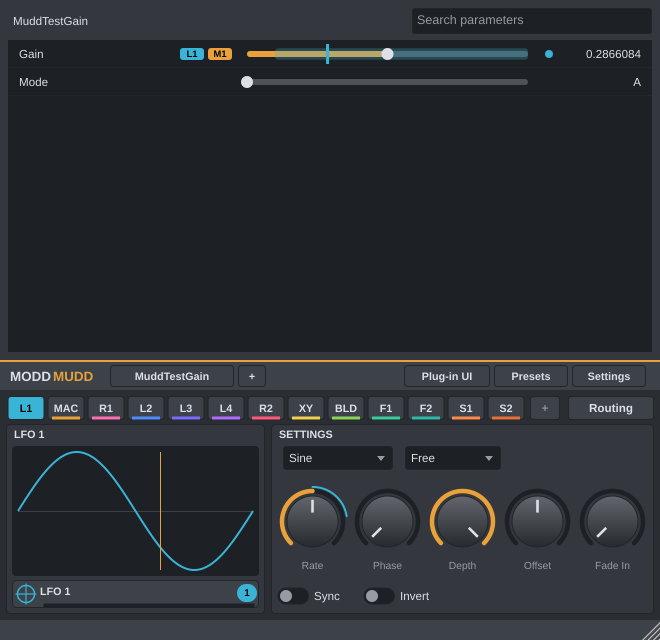 MuddTestGain Search parameters
Gain L1 M1 0.2866084
Mode A
MODDMUDD MuddTestGain + Plug-in UI Presets Settings
L1 MAC R1 L2 L3 L4 R2 XY BLD F1 F2 S1 S2 + Routing
LFO 1 SETTINGS
Sine Free
Rate Phase Depth Offset Fade In
LFO 1 1 Sync Invert